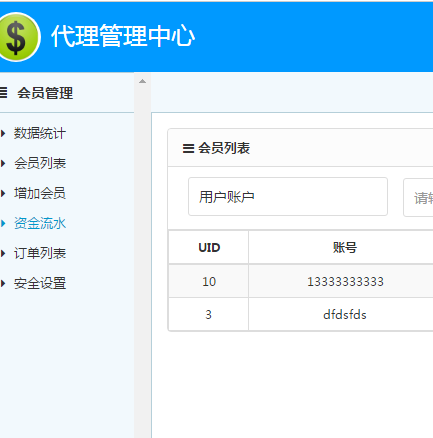 代理管理中心
会员管理
数据统计
会员列表
增加会员
资金流水
订单列表
安全设置
会员列表
用户账户
UID 账号
10 13333333333
3 dfdsfds